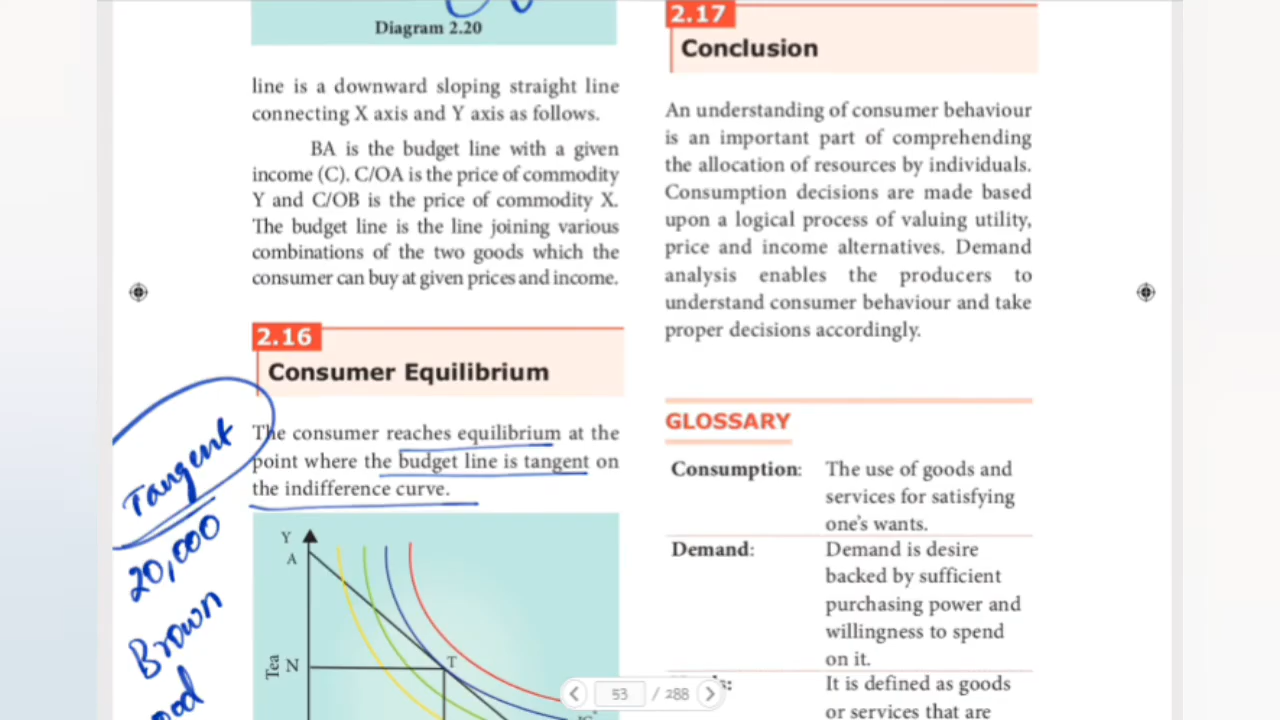 Diagram 2.20
line is a downward sloping straight line
connecting X axis and Y axis as follows.
BA is the budget line with a given
income (C). C/OA is the price of commodity
Y and C/OB is the price of commodity X.
The budget line is the line joining various
combinations of the two goods which the
consumer can buy at given prices and income.
2.16
Consumer Equilibrium
The consumer reaches equilibrium at the
point where the budget line is tangent on
the indifference curve.
Tangent
20,000
Brown
Y
A
Tea
N
T
2.17
Conclusion
An understanding of consumer behaviour
is an important part of comprehending
the allocation of resources by individuals.
Consumption decisions are made based
upon a logical process of valuing utility,
price and income alternatives. Demand
analysis enables the producers to
understand consumer behaviour and take
proper decisions accordingly.
GLOSSARY
Consumption: The use of goods and
services for satisfying
one's wants.
Demand: Demand is desire
backed by sufficient
purchasing power and
willingness to spend
on it.
It is defined as goods
or services that are
53 / 288